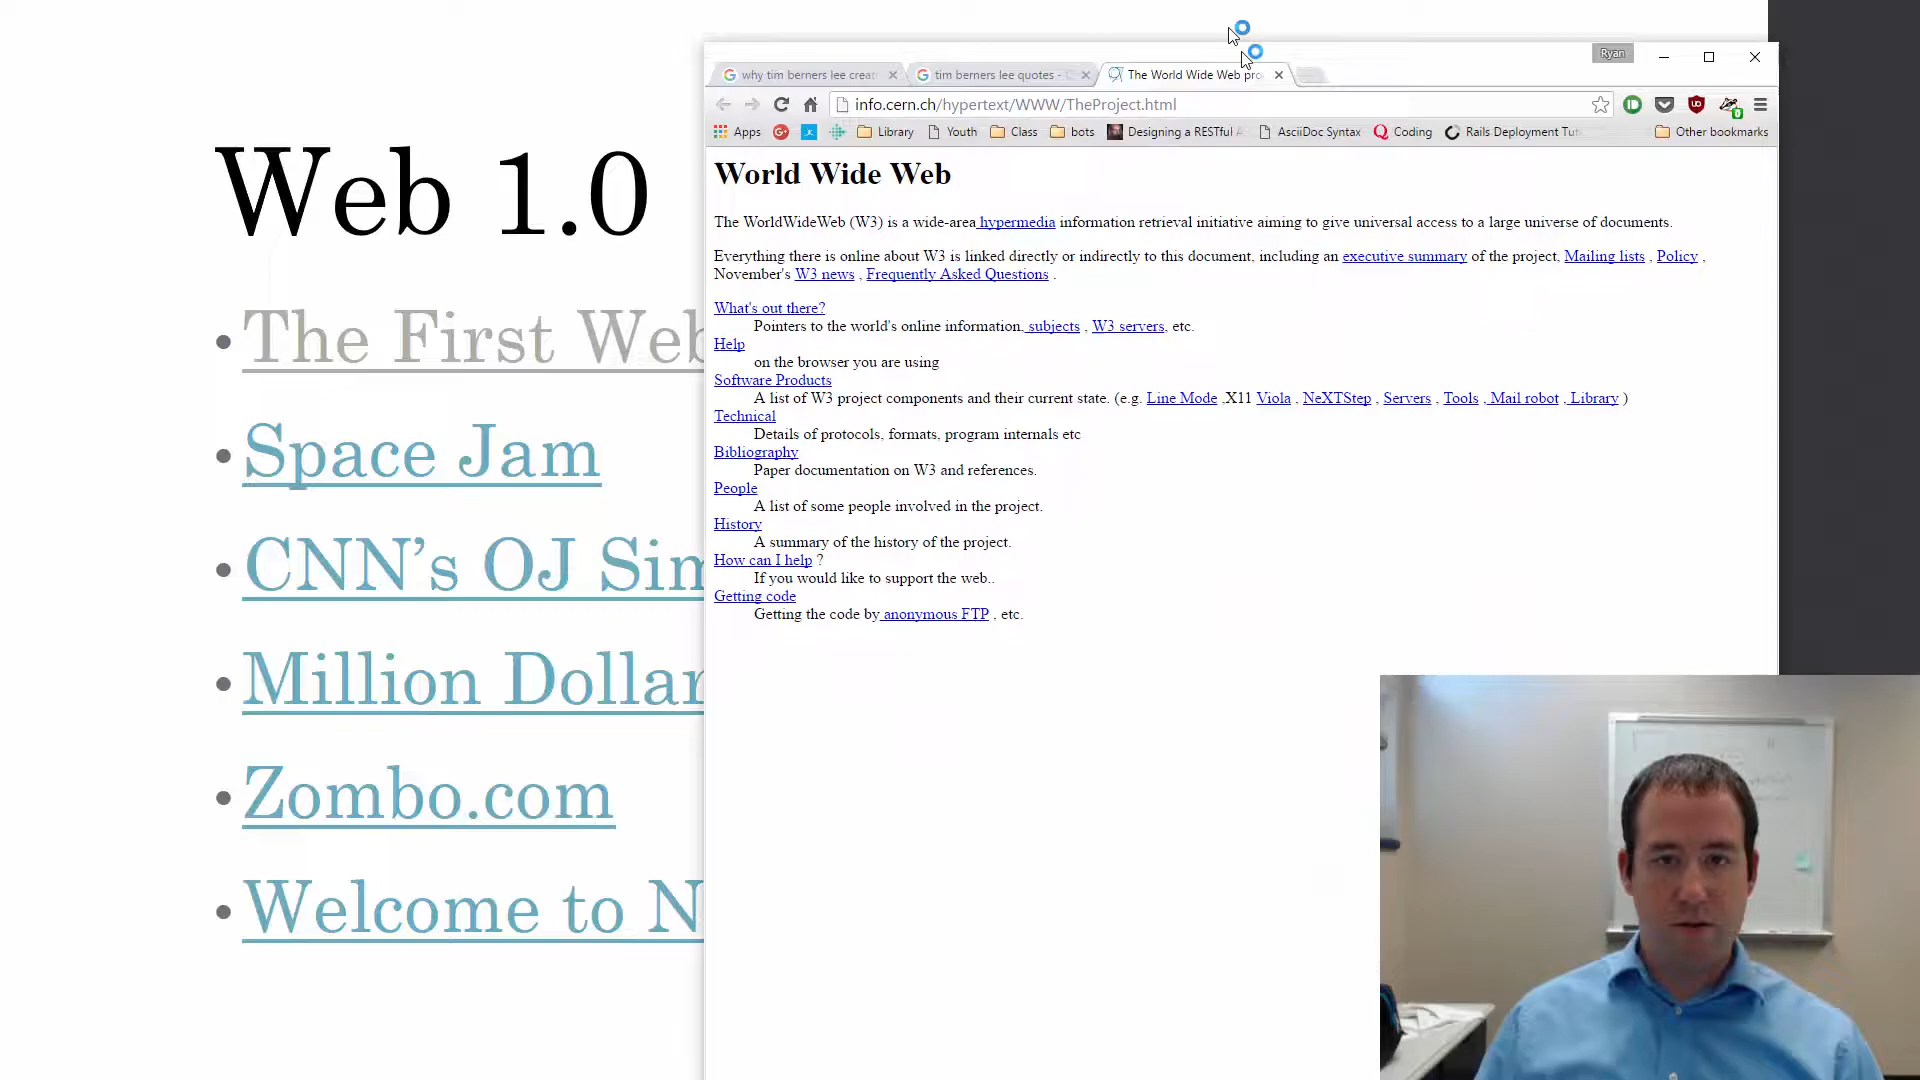 Web 1.0
The First Web
Space Jam
CNN's OJ Sim
Million Dollar
Zombo.com
Welcome to N
Ryan
why tim berners lee creat
tim berners lee quotes -
The World Wide Web pro
info.cern.ch/hypertext/WWW/TheProject.html
Apps Library Youth Class bots Designing a RESTful AsciiDoc Syntax Coding Rails Deployment Tut Other bookmarks
World Wide Web
The WorldWideWeb (W3) is a wide-area hypermedia information retrieval initiative aiming to give universal access to a large universe of documents.
Everything there is online about W3 is linked directly or indirectly to this document, including an executive summary of the project, Mailing lists , Policy ,
November's W3 news , Frequently Asked Questions .
What's out there?
Pointers to the world's online information. subjects , W3 servers, etc.
Help
on the browser you are using
Software Products
A list of W3 project components and their current state. (e.g. Line Mode ,X11 Viola , NeXTStep , Servers , Tools , Mail robot , Library )
Technical
Details of protocols, formats, program internals etc
Bibliography
Paper documentation on W3 and references.
People
A list of some people involved in the project.
History
A summary of the history of the project.
How can I help ?
If you would like to support the web..
Getting code
Getting the code by anonymous FTP , etc.